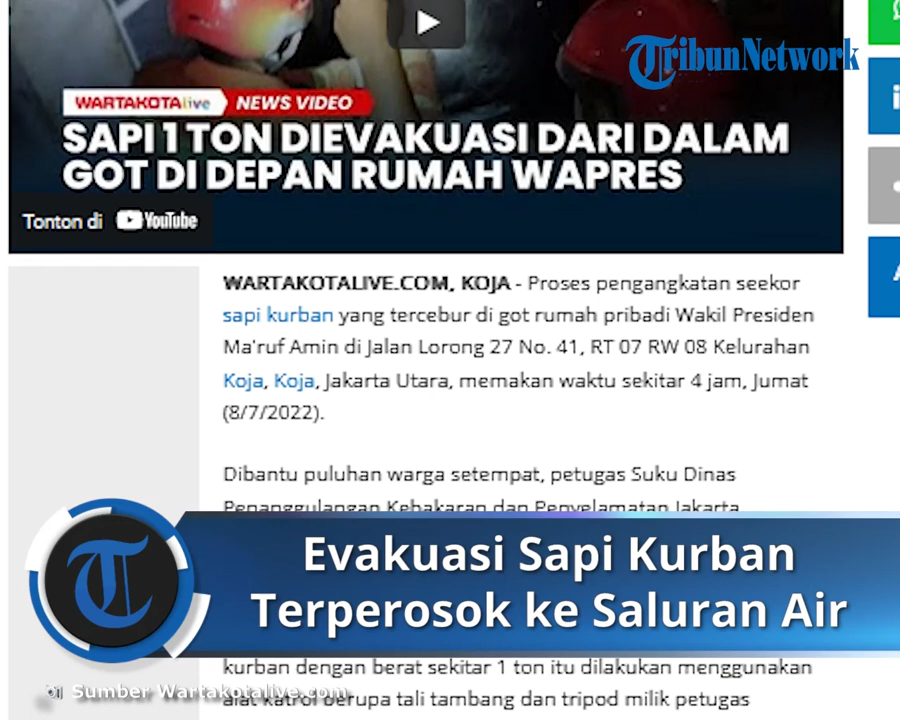 TribunNetwork
WARTAKOTAlive NEWS VIDEO
SAPI 1 TON DIEVAKUASI DARI DALAM
GOT DI DEPAN RUMAH WAPRES
Tonton di YouTube
WARTAKOTALIVE.COM, KOJA - Proses pengangkatan seekor
sapi kurban yang tercebur di got rumah pribadi Wakil Presiden
Ma'ruf Amin di Jalan Lorong 27 No. 41, RT 07 RW 08 Kelurahan
Koja, Koja, Jakarta Utara, memakan waktu sekitar 4 jam, Jumat
(8/7/2022).
Dibantu puluhan warga setempat, petugas Suku Dinas
Penanggulangan Kebakaran dan Penyelamatan Jakarta
Evakuasi Sapi Kurban
Terperosok ke Saluran Air
kurban dengan berat sekitar 1 ton itu dilakukan menggunakan
Sumber Wartakotalive.com
alat katrol berupa tali tambang dan tripod milik petugas